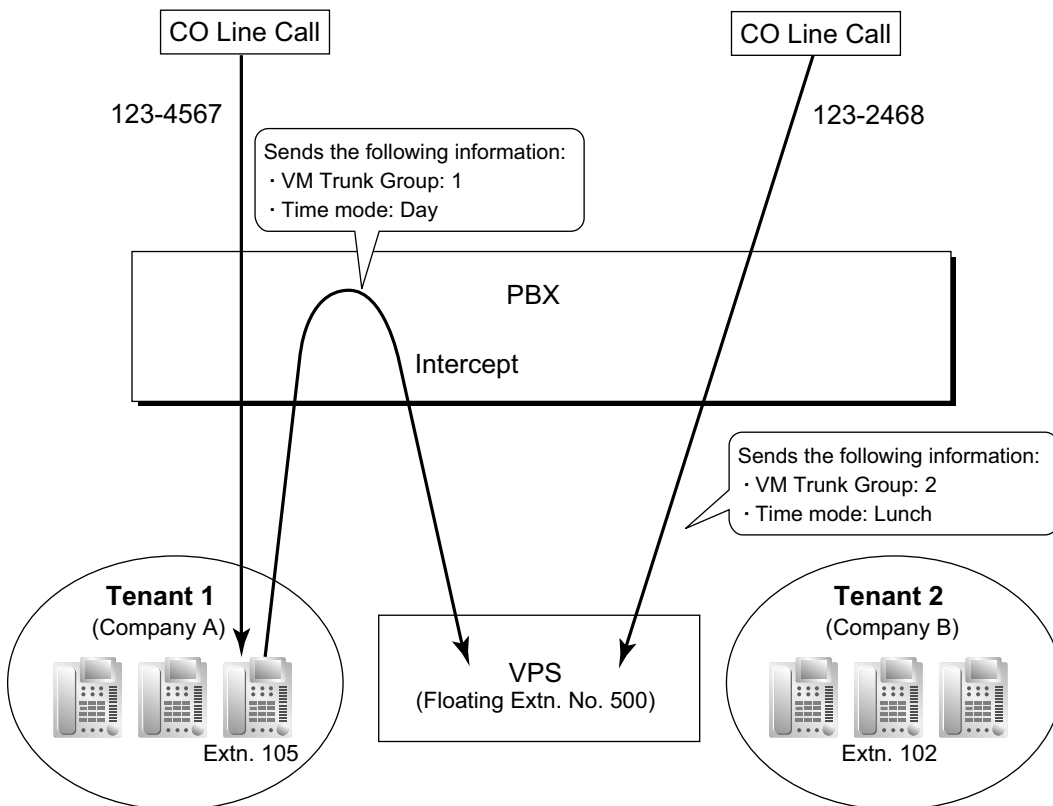 CO Line Call
CO Line Call
123-4567
123-2468
Sends the following information:
・VM Trunk Group: 1
・Time mode: Day
PBX
Intercept
Sends the following information:
・VM Trunk Group: 2
・Time mode: Lunch
Tenant 1
(Company A)
Extn. 105
VPS
(Floating Extn. No. 500)
Tenant 2
(Company B)
Extn. 102